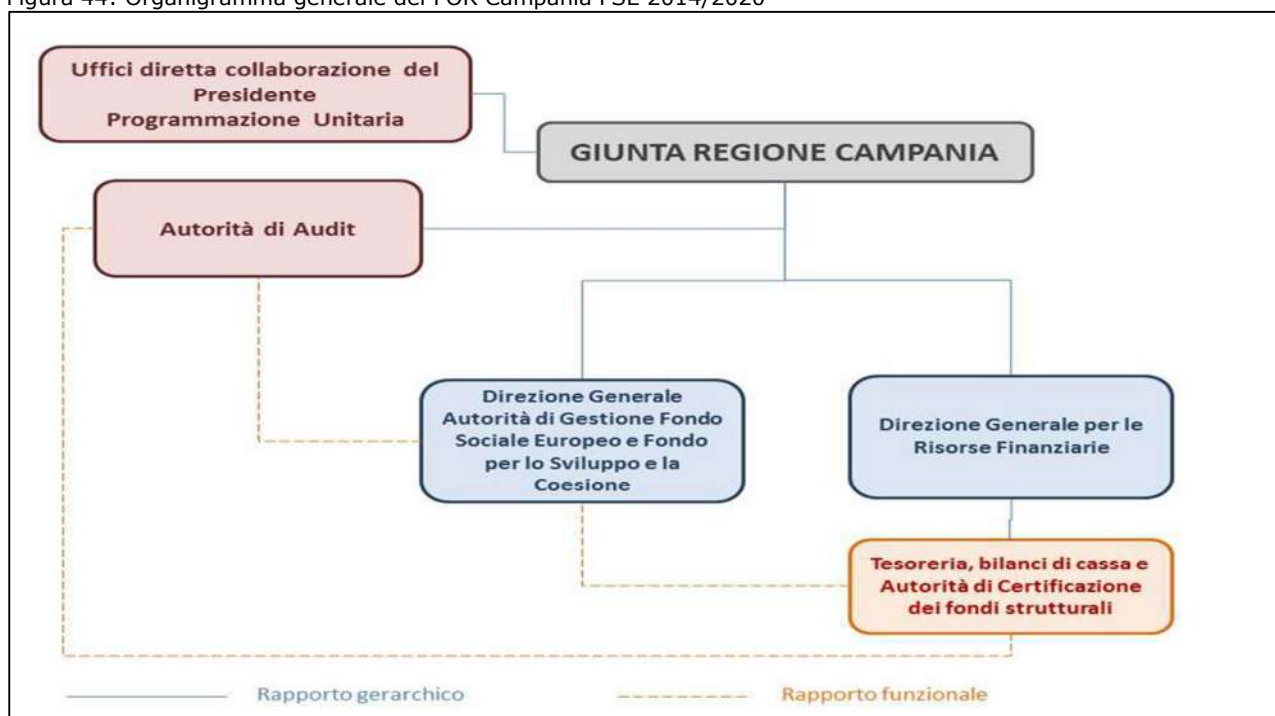 Figura 44: Organigramma generale del POR Campania FSE 2014/2020
Uffici diretta collaborazione del
Presidente
Programmazione Unitaria
GIUNTA REGIONE CAMPANIA
Autorità di Audit
Direzione Generale
Autorità di Gestione Fondo
Sociale Europeo e Fondo
per lo Sviluppo e la
Coesione
Direzione Generale per le
Risorse Finanziarie
Tesoreria, bilanci di cassa e
Autorità di Certificazione
dei fondi strutturali
Rapporto gerarchico
Rapporto funzionale